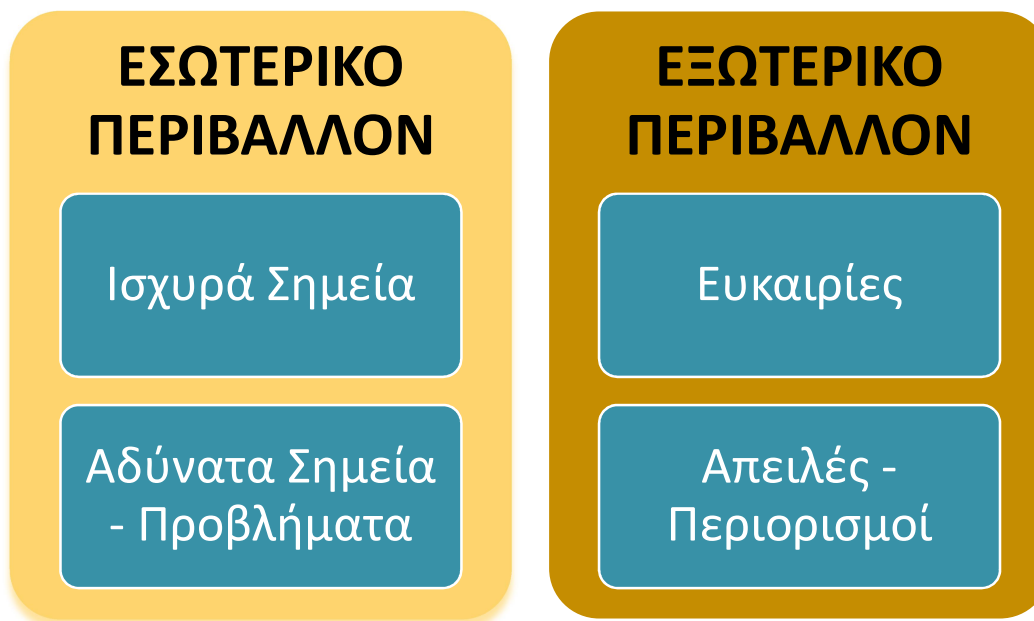 ΕΣΩΤΕΡΙΚΟ
ΠΕΡΙΒΑΛΛΟΝ
Ισχυρά Σημεία
Αδύνατα Σημεία
- Προβλήματα
ΕΞΩΤΕΡΙΚΟ
ΠΕΡΙΒΑΛΛΟΝ
Ευκαιρίες
Απειλές -
Περιορισμοί